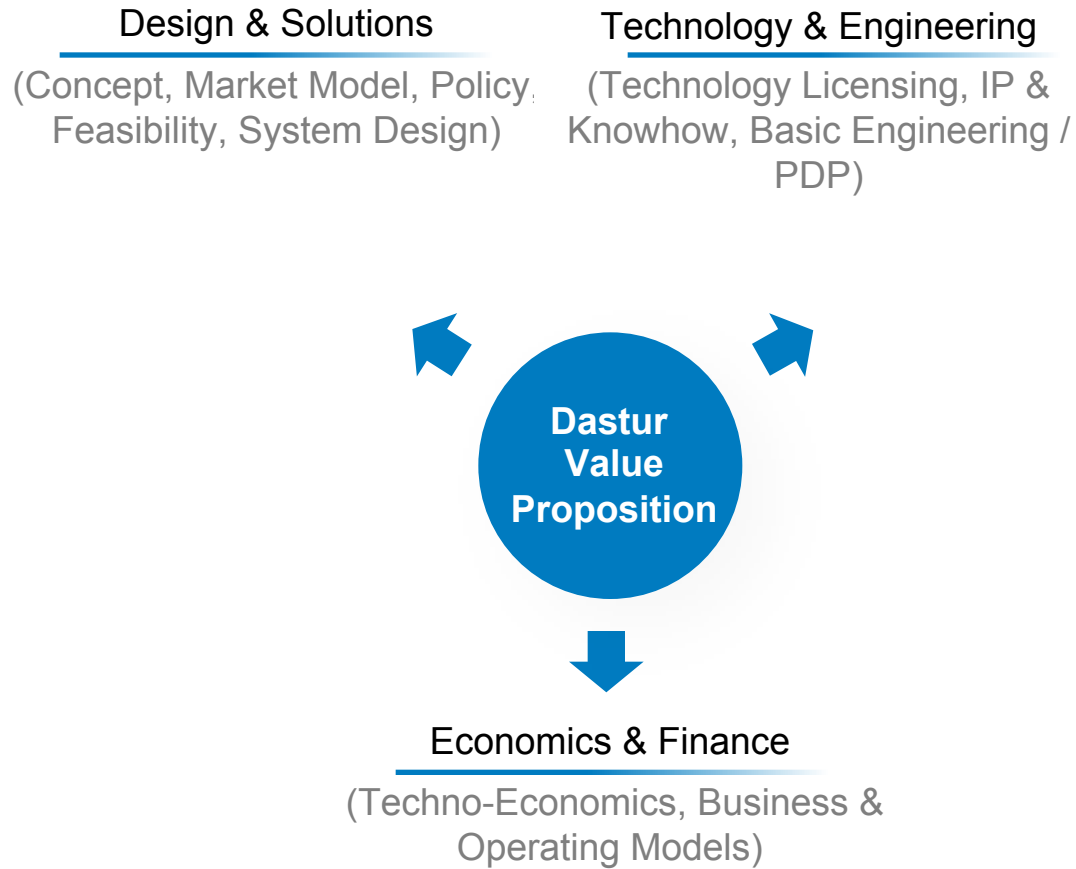 Design & Solutions
(Concept, Market Model, Policy,
Feasibility, System Design)
Technology & Engineering
(Technology Licensing, IP &
Knowhow, Basic Engineering /
PDP)
Dastur
Value
Proposition
Economics & Finance
(Techno-Economics, Business &
Operating Models)